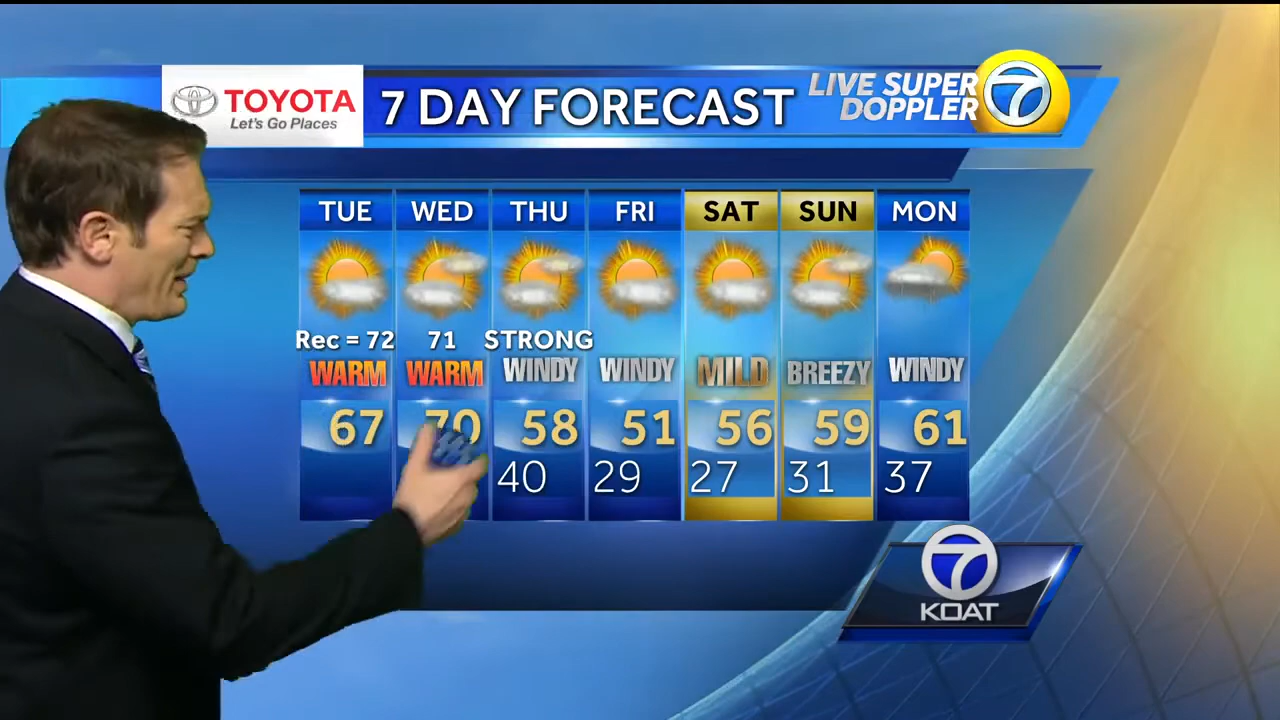 TOYOTA
Let's Go Places
7 DAY FORECAST
LIVE SUPER
DOPPLER
7
TUE WED THU FRI SAT SUN MON
Rec = 72 71 STRONG
WARM WARM WINDY WINDY MILD BREEZY WINDY
67 70 58 51 56 59 61
40 29 27 31 37
7
KOAT